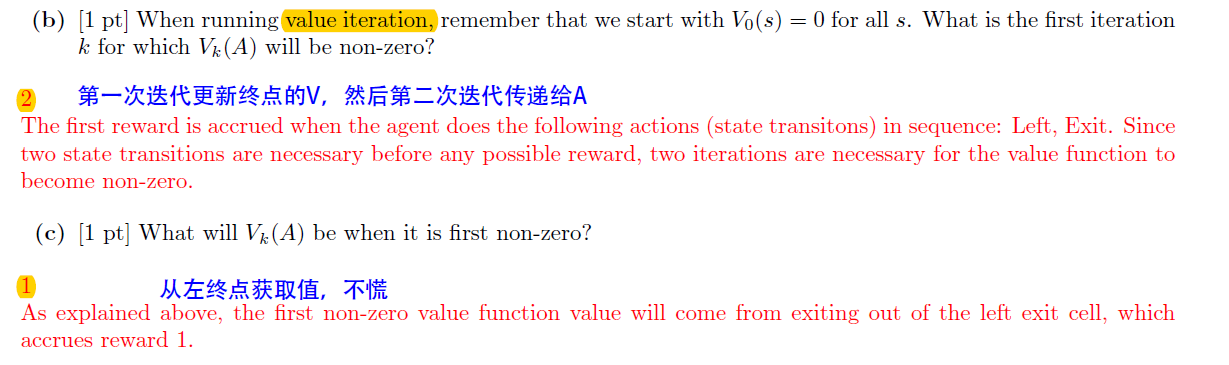 (b) [1 pt] When running value iteration, remember that we start with V₀(s) = 0 for all s. What is the first iteration
k for which Vₖ(A) will be non-zero?
2 第一次迭代更新终点的V，然后第二次迭代传递给A
The first reward is accrued when the agent does the following actions (state transitons) in sequence: Left, Exit. Since
two state transitions are necessary before any possible reward, two iterations are necessary for the value function to
become non-zero.
(c) [1 pt] What will Vₖ(A) be when it is first non-zero?
1 从左终点获取值，不慌
As explained above, the first non-zero value function value will come from exiting out of the left exit cell, which
accrues reward 1.